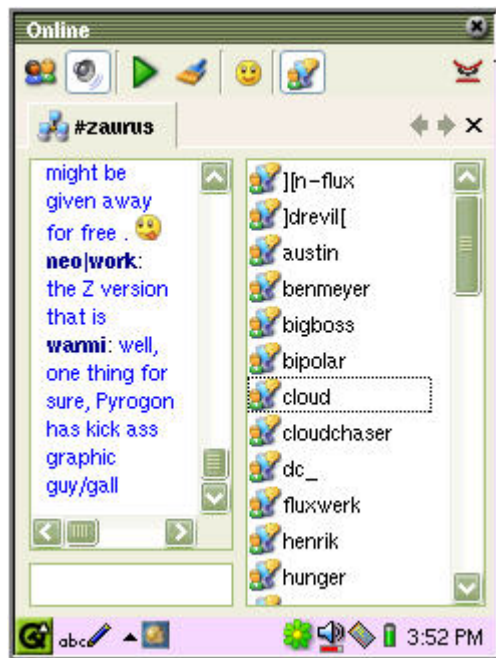 Online
#zaurus
might be
given away
for free .
neo|work:
the Z version
that is
warmi: well,
one thing for
sure, Pyrogon
has kick ass
graphic
guy/gall
][n-flux
]drevil[
austin
benmeyer
bigboss
bipolar
cloud
cloudchaser
dc_
fluxwerk
henrik
hunger
abc
3:52 PM